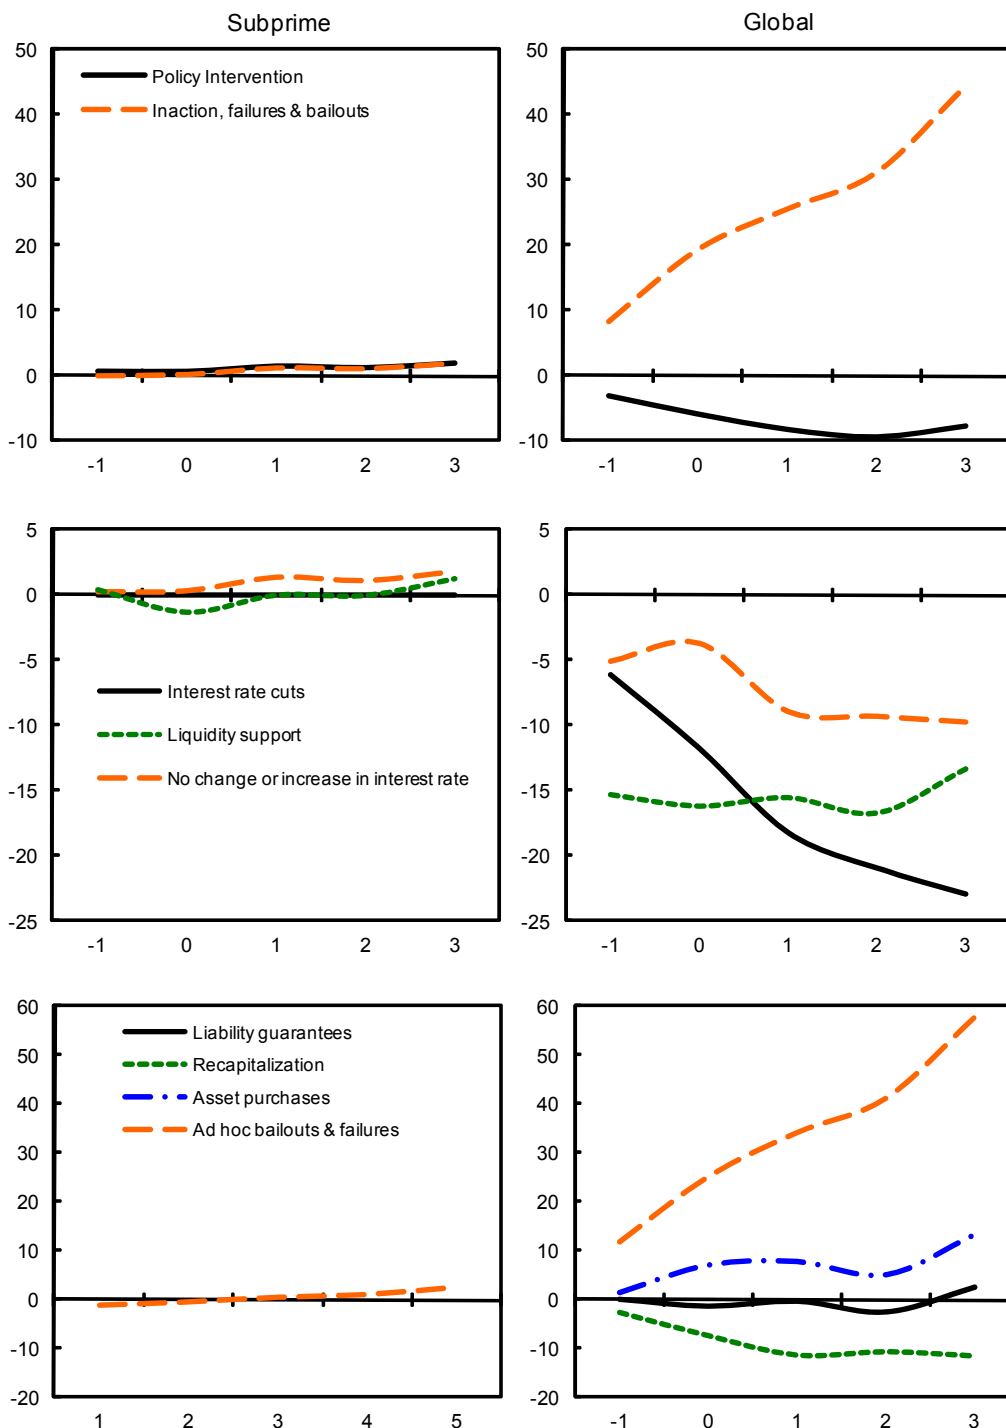 Subprime
Global
50
40
30
20
10
0
-10
Policy Intervention
Inaction, failures & bailouts
-1 0 1 2 3
50
40
30
20
10
0
-10
-1 0 1 2 3
5
0
-5
-10
-15
-20
-25
Interest rate cuts
Liquidity support
No change or increase in interest rate
-1 0 1 2 3
5
0
-5
-10
-15
-20
-25
-1 0 1 2 3
60
50
40
30
20
10
0
-10
-20
Liability guarantees
Recapitalization
Asset purchases
Ad hoc bailouts & failures
1 2 3 4 5
60
50
40
30
20
10
0
-10
-20
-1 0 1 2 3